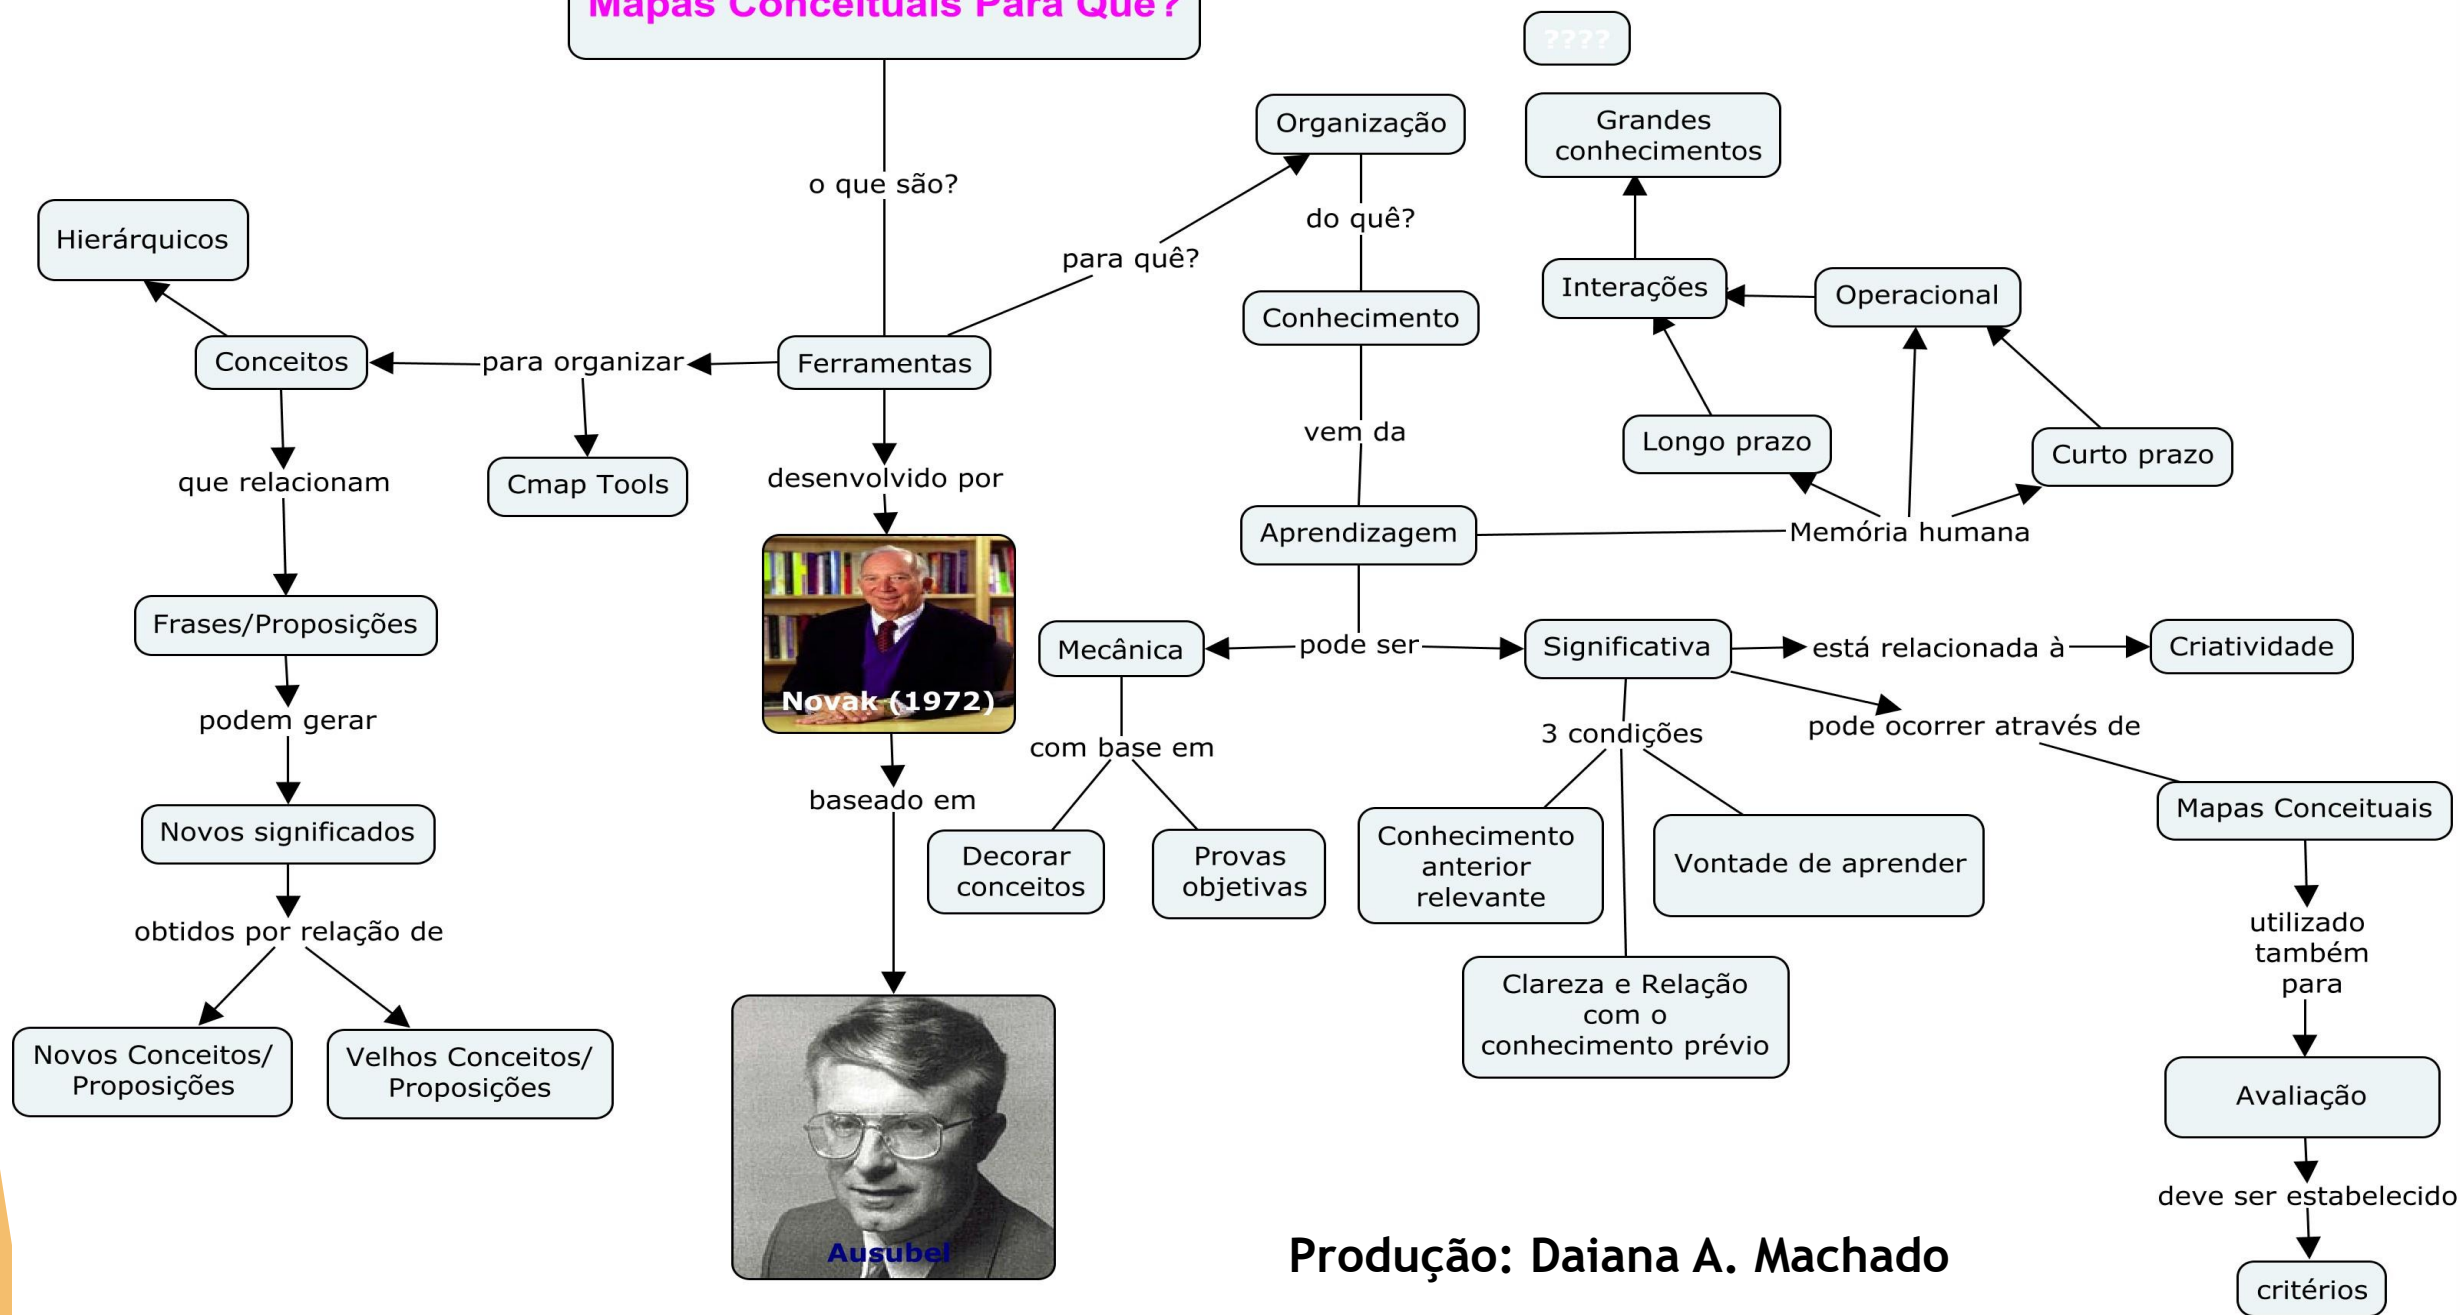 Mapas Conceituais Para Quê?
????
Organização
Grandes
conhecimentos
o que são?
do quê?
Hierárquicos
para quê?
Interações
Operacional
Conhecimento
Conceitos
para organizar
Ferramentas
vem da
Longo prazo
Curto prazo
que relacionam
Cmap Tools
desenvolvido por
Aprendizagem
Memória humana
Frases/Proposições
Mecânica
pode ser
Significativa
está relacionada à
Criatividade
Novak (1972)
podem gerar
com base em
3 condições
pode ocorrer através de
baseado em
Mapas Conceituais
Novos significados
Decorar
conceitos
Provas
objetivas
Conhecimento
anterior
relevante
Vontade de aprender
utilizado
também
para
obtidos por relação de
Clareza e Relação
com o
conhecimento prévio
Novos Conceitos/
Proposições
Velhos Conceitos/
Proposições
Avaliação
deve ser estabelecido
Ausubel
Produção: Daiana A. Machado
critérios